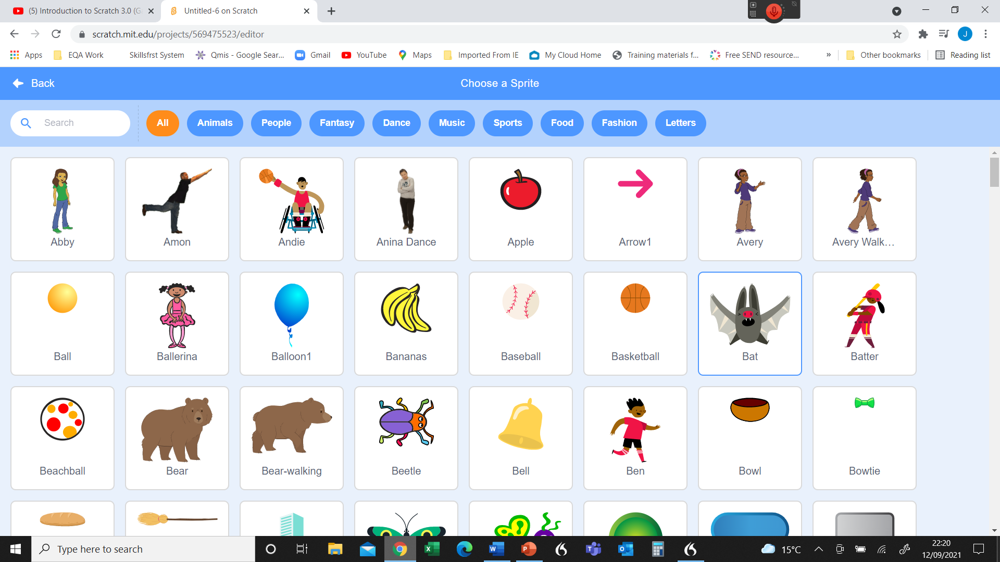 (5) Introduction to Scratch 3.0 (G
Untitled-6 on Scratch
scratch.mit.edu/projects/569475523/editor
J
Apps
EQA Work
Skillsfrst System
Qmis - Google Sear...
Gmail
YouTube
Maps
Imported From IE
My Cloud Home
Training materials f...
Free SEND resource...
»
Other bookmarks
Reading list
Back
Choose a Sprite
Search
All
Animals
People
Fantasy
Dance
Music
Sports
Food
Fashion
Letters
Abby
Amon
Andie
Anina Dance
Apple
Arrow1
Avery
Avery Walk...
Ball
Ballerina
Balloon1
Bananas
Baseball
Basketball
Bat
Batter
Beachball
Bear
Bear-walking
Beetle
Bell
Ben
Bowl
Bowtie
Type here to search
15°C
22:20
12/09/2021